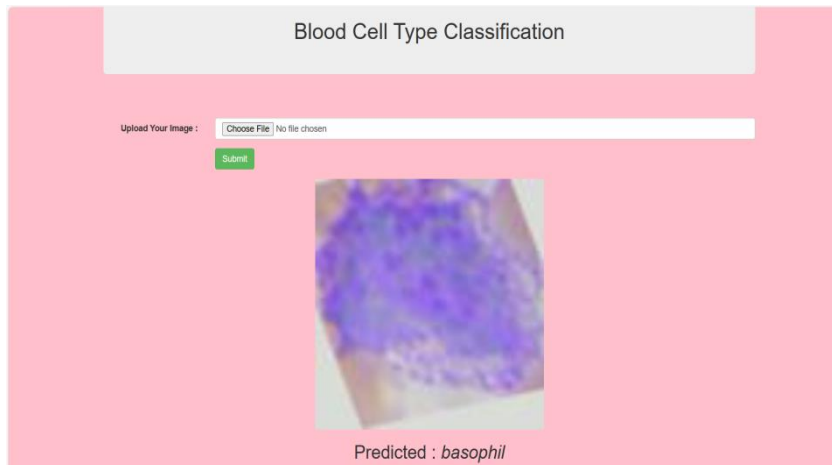 Blood Cell Type Classification
Upload Your Image :
Choose File No file chosen
Submit
Predicted : basophil